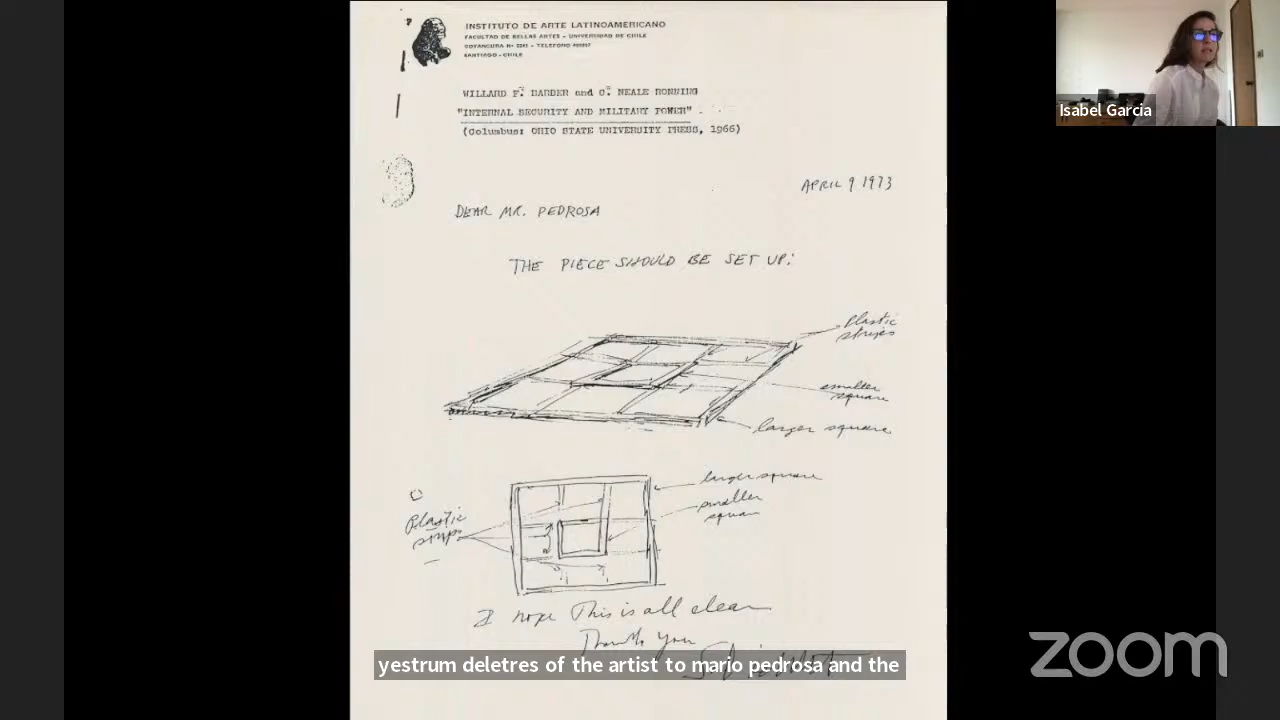 INSTITUTO DE ARTE LATINOAMERICANO
FACULTAD DE BELLAS ARTES - UNIVERSIDAD DE CHILE
SANTIAGO - CHILE
WILLARD F. BARBER and C. NEALE RONNING
"INTERNAL SECURITY AND MILITARY POWER" .
(Columbus: OHIO STATE UNIVERSITY PRESS, 1966)
APRIL 9 1973
DEAR MR. PEDROSA
THE PIECE SHOULD BE SET UP:
Plastic
strips
smaller
square
larger square
larger square
smaller
square
Plastic
strips
I hope This is all clear
Thank you
yestrum deletres of the artist to mario pedrosa and the
Isabel Garcia
zoom